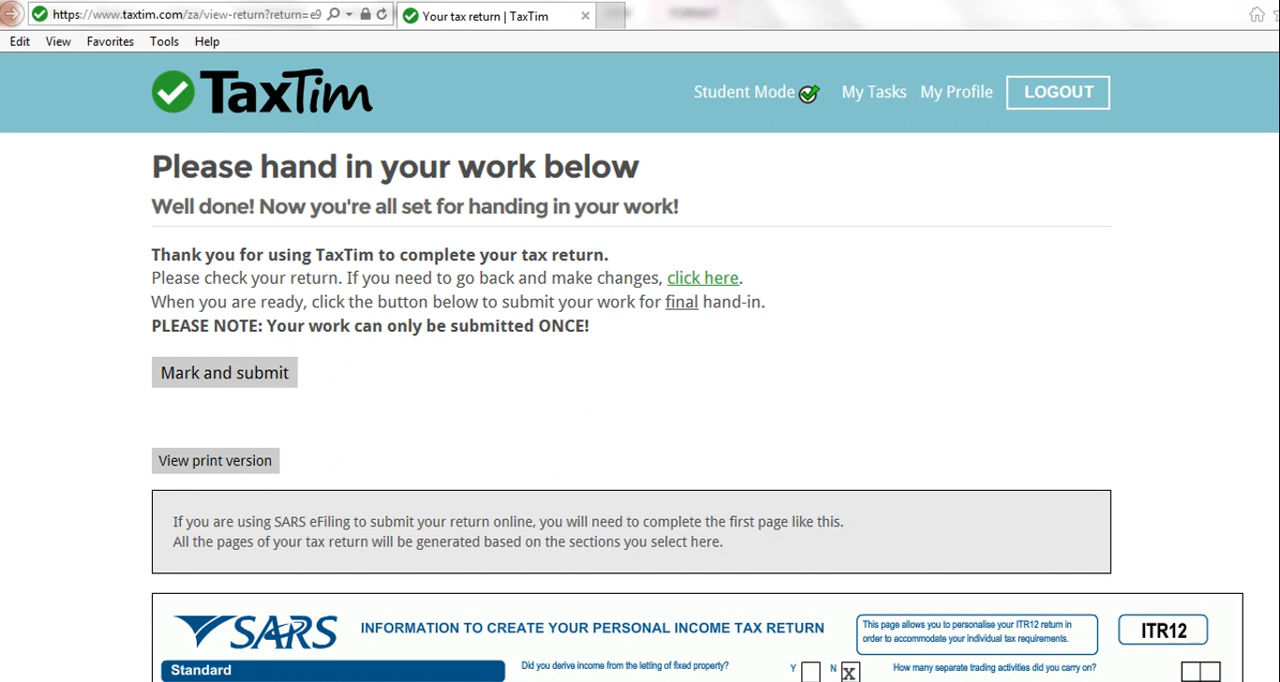 https://www.taxtim.com/za/view-return?return=e9
Your tax return | TaxTim
Edit View Favorites Tools Help
TaxTim
Student Mode My Tasks My Profile LOGOUT
Please hand in your work below
Well done! Now you're all set for handing in your work!
Thank you for using TaxTim to complete your tax return.
Please check your return. If you need to go back and make changes, click here.
When you are ready, click the button below to submit your work for final hand-in.
PLEASE NOTE: Your work can only be submitted ONCE!
Mark and submit
View print version
If you are using SARS eFiling to submit your return online, you will need to complete the first page like this.
All the pages of your tax return will be generated based on the sections you select here.
SARS INFORMATION TO CREATE YOUR PERSONAL INCOME TAX RETURN
This page allows you to personalise your ITR12 return in
order to accommodate your individual tax requirements.
ITR12
Standard
Did you derive income from the letting of fixed property? Y N X
How many separate trading activities did you carry on?